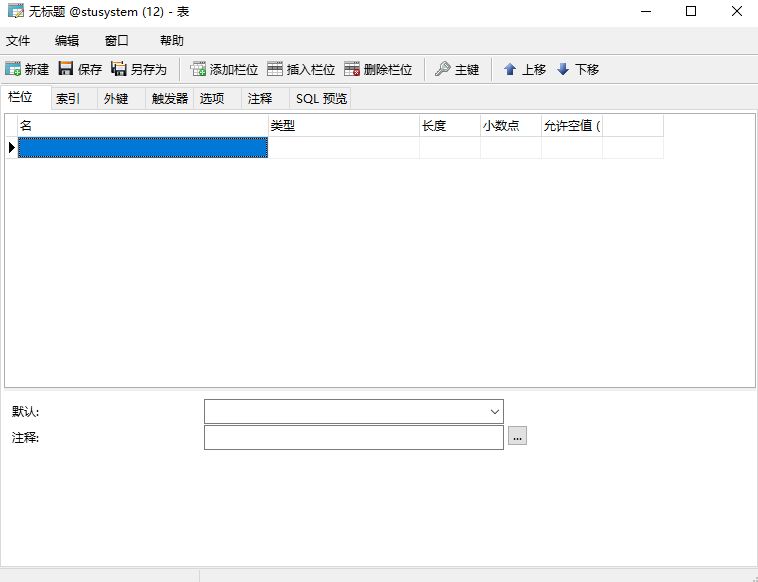 无标题 @stusystem (12) - 表
文件 编辑 窗口 帮助
新建 保存 另存为 添加栏位 插入栏位 删除栏位 主键 上移 下移
栏位 索引 外键 触发器 选项 注释 SQL 预览
名 类型 长度 小数点 允许空值 (
默认:
注释:
...